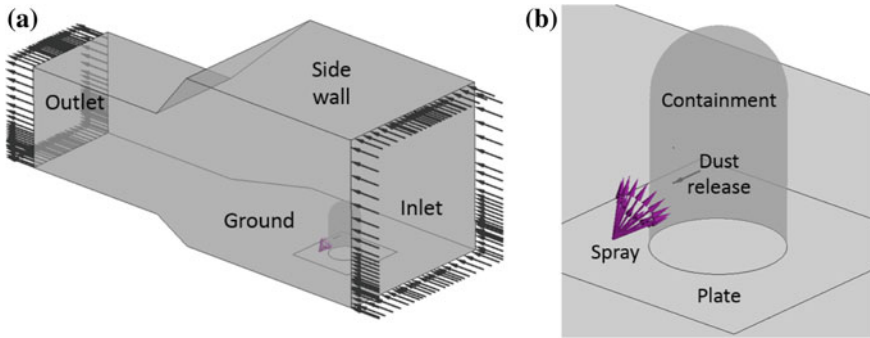 (a)
Outlet
Side
wall
Ground
Inlet
(b)
Containment
Dust
release
Spray
Plate